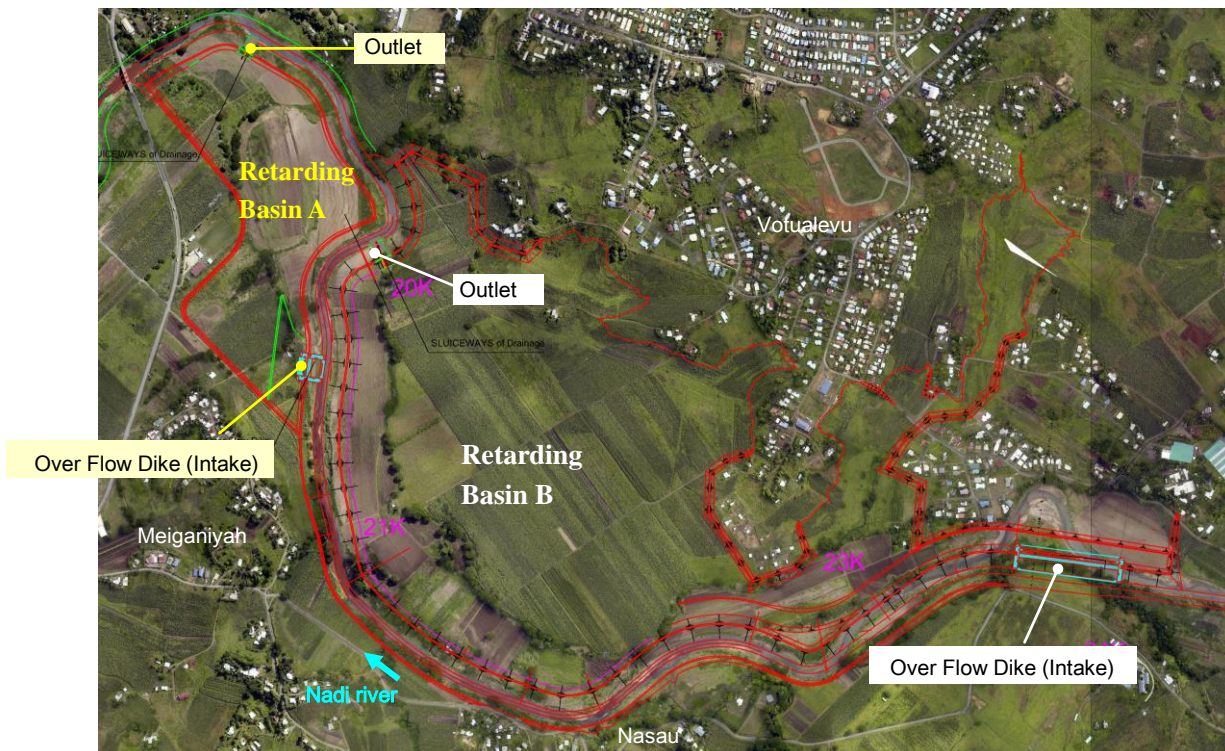 Outlet
SLUICEWAYS of Drainage
Retarding
Basin A
Votualevu
20K
Outlet
SLUICEWAYS of Drainage
Over Flow Dike (Intake)
Retarding
Basin B
21K
Meiganiyah
23K
Over Flow Dike (Intake)
Nadi river
Nasau